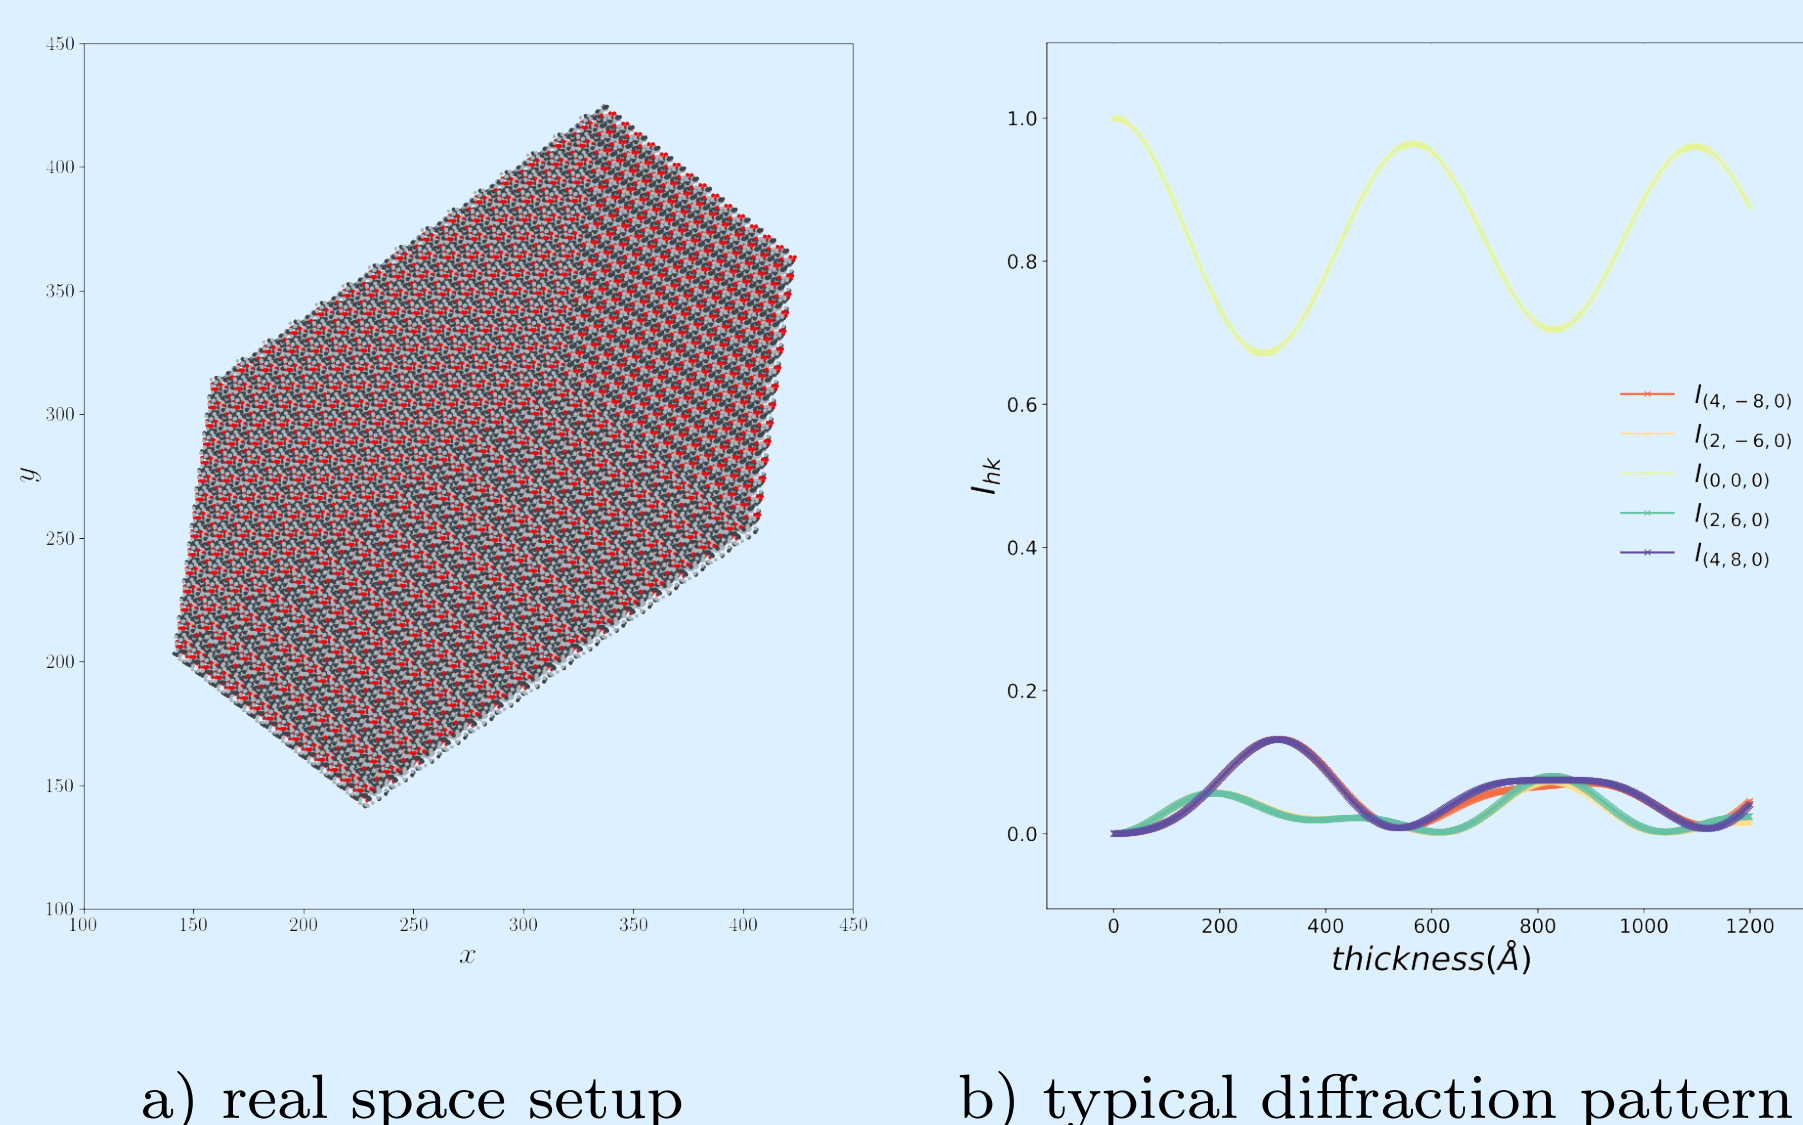 450
400
350
300
250
200
150
100
100 150 200 250 300 350 400 450
y
x
1.0
0.8
0.6
0.4
0.2
0.0
0 200 400 600 800 1000 1200
I_{hk}
thickness(Å)
I_{(4, −8, 0)}
I_{(2, −6, 0)}
I_{(0, 0, 0)}
I_{(2, 6, 0)}
I_{(4, 8, 0)}
a) real space setup
b) typical diffraction pattern